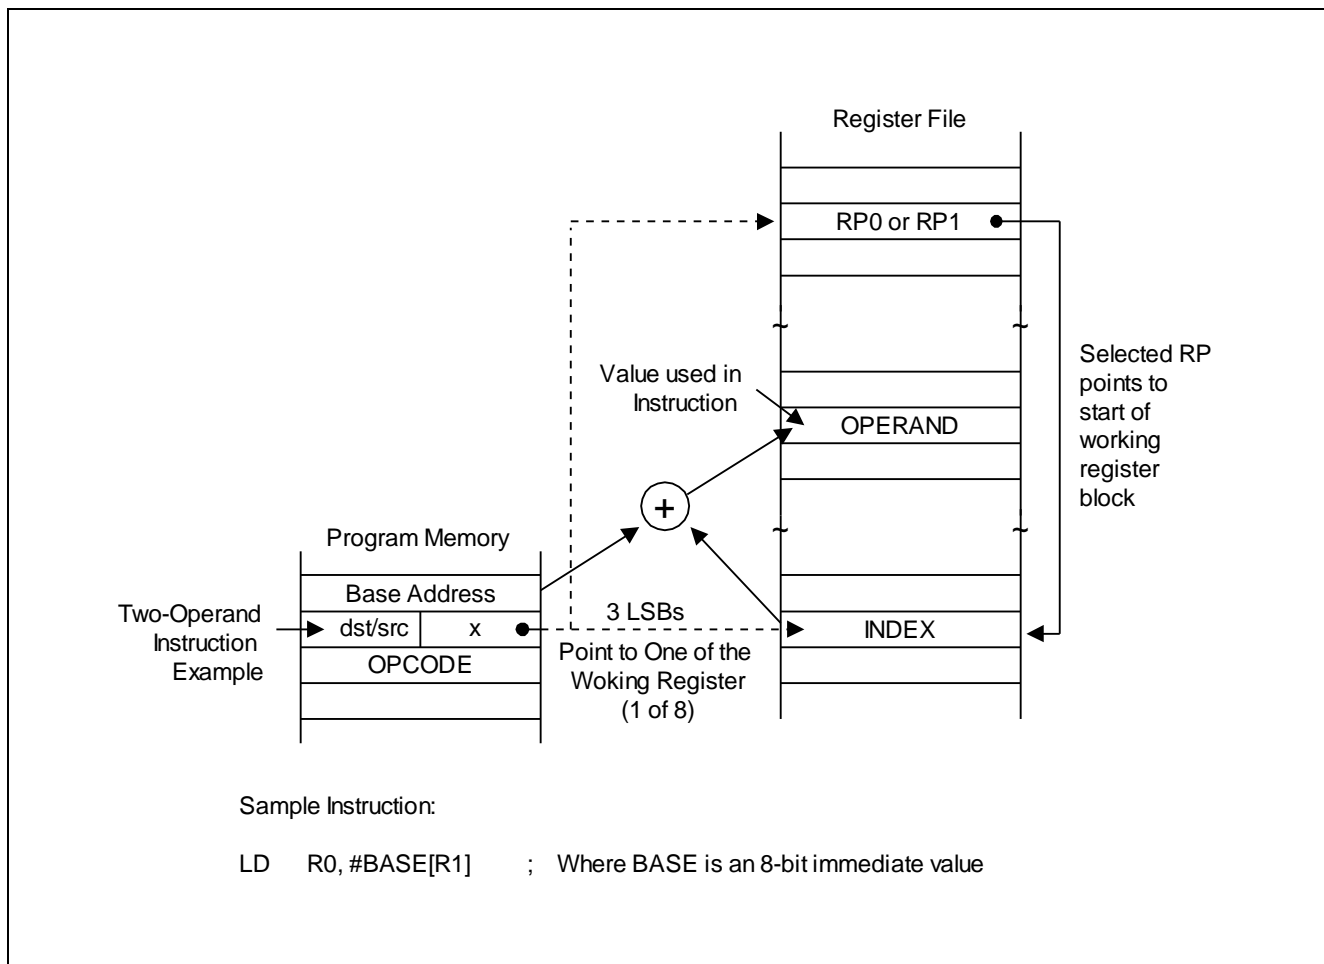 Register File
RP0 or RP1
~ ~
Selected RP
points to
start of
working
register
block
Value used in
Instruction
OPERAND
+
~ ~
Program Memory
Base Address
Two-Operand
Instruction
Example
dst/src x
3 LSBs
INDEX
OPCODE
Point to One of the
Woking Register
(1 of 8)
Sample Instruction:
LD R0, #BASE[R1] ; Where BASE is an 8-bit immediate value